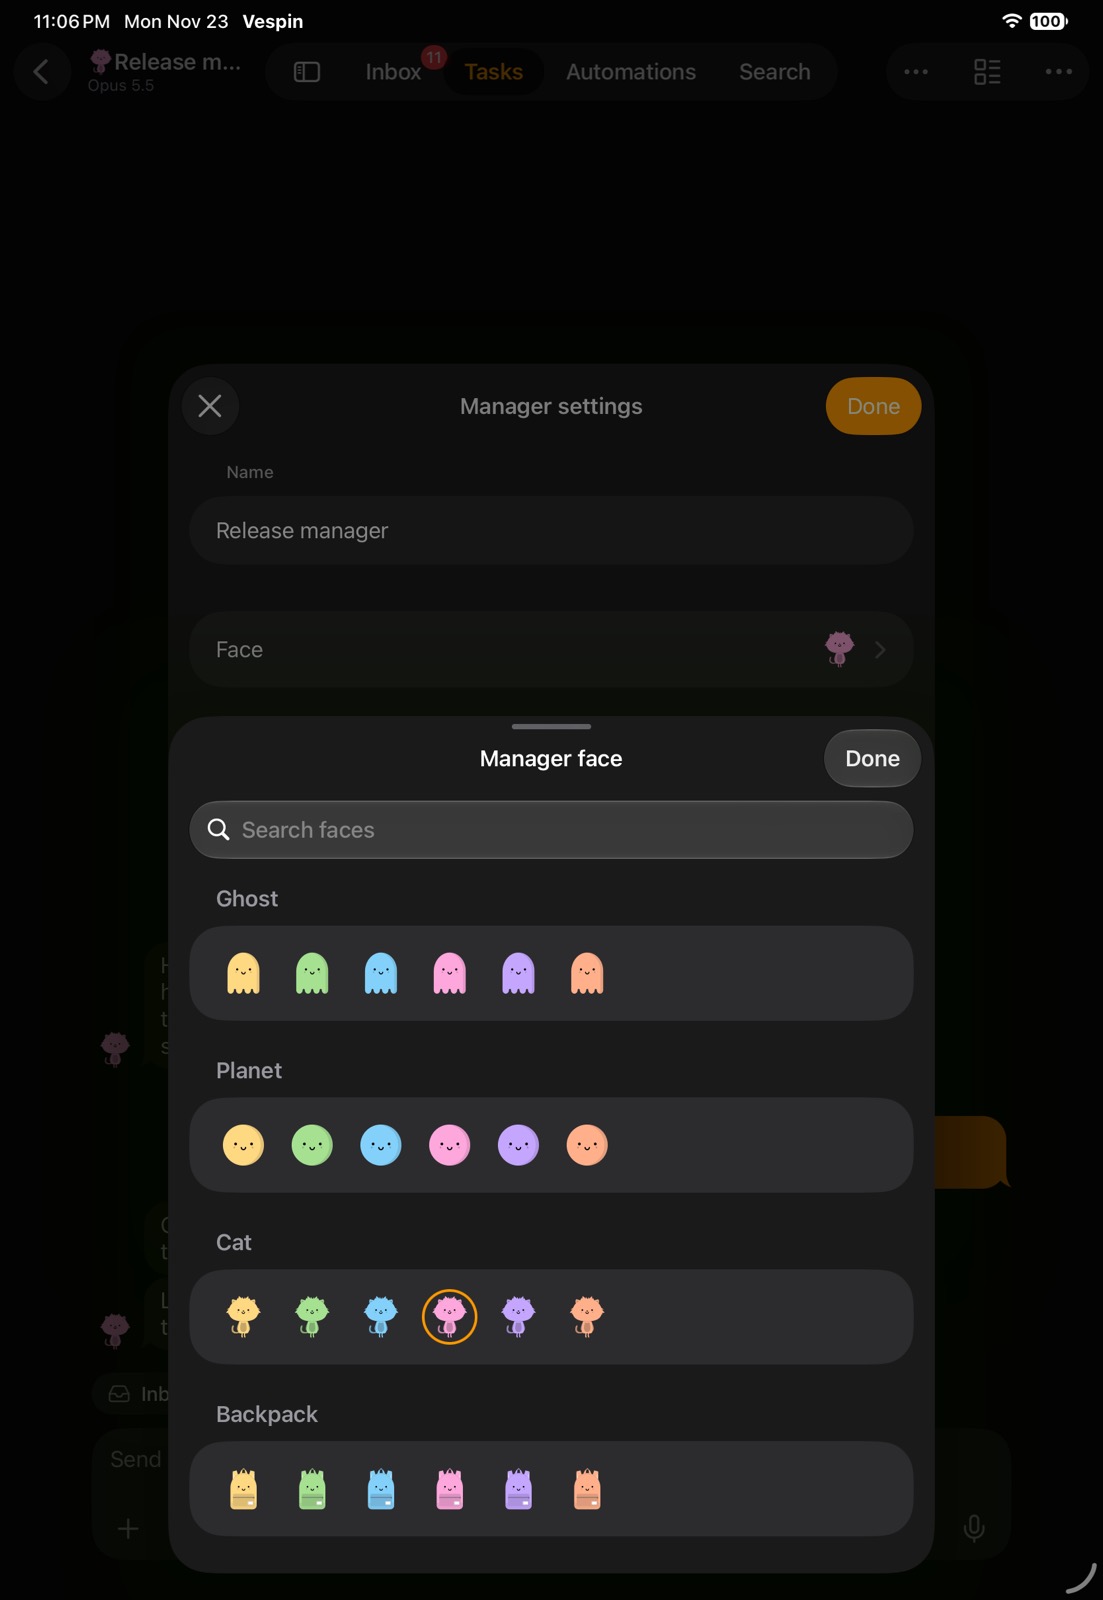 11:06 PM Mon Nov 23 Vespin
100
Release m...
Opus 5.5
Inbox
11
Tasks
Automations
Search
Manager settings
Done
Name
Release manager
Face
Manager face
Done
Search faces
Ghost
Planet
Cat
Backpack
Inb
Send